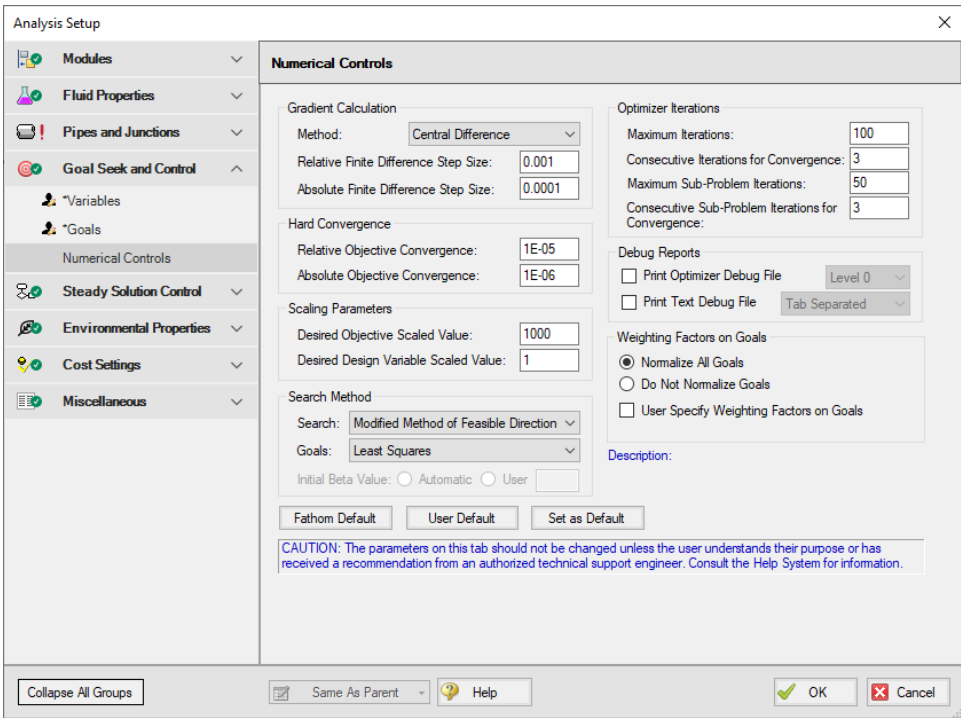 Analysis Setup
Modules
Fluid Properties
Pipes and Junctions
Goal Seek and Control
*Variables
*Goals
Numerical Controls
Steady Solution Control
Environmental Properties
Cost Settings
Miscellaneous
Numerical Controls
Gradient Calculation
Method: Central Difference
Relative Finite Difference Step Size: 0.001
Absolute Finite Difference Step Size: 0.0001
Hard Convergence
Relative Objective Convergence: 1E-05
Absolute Objective Convergence: 1E-06
Scaling Parameters
Desired Objective Scaled Value: 1000
Desired Design Variable Scaled Value: 1
Search Method
Search: Modified Method of Feasible Direction
Goals: Least Squares
Initial Beta Value: Automatic User
Optimizer Iterations
Maximum Iterations: 100
Consecutive Iterations for Convergence: 3
Maximum Sub-Problem Iterations: 50
Consecutive Sub-Problem Iterations for 3
Convergence:
Debug Reports
Print Optimizer Debug File Level 0
Print Text Debug File Tab Separated
Weighting Factors on Goals
Normalize All Goals
Do Not Normalize Goals
User Specify Weighting Factors on Goals
Description:
Fathom Default User Default Set as Default
CAUTION: The parameters on this tab should not be changed unless the user understands their purpose or has
received a recommendation from an authorized technical support engineer. Consult the Help System for information.
Collapse All Groups Same As Parent Help OK Cancel